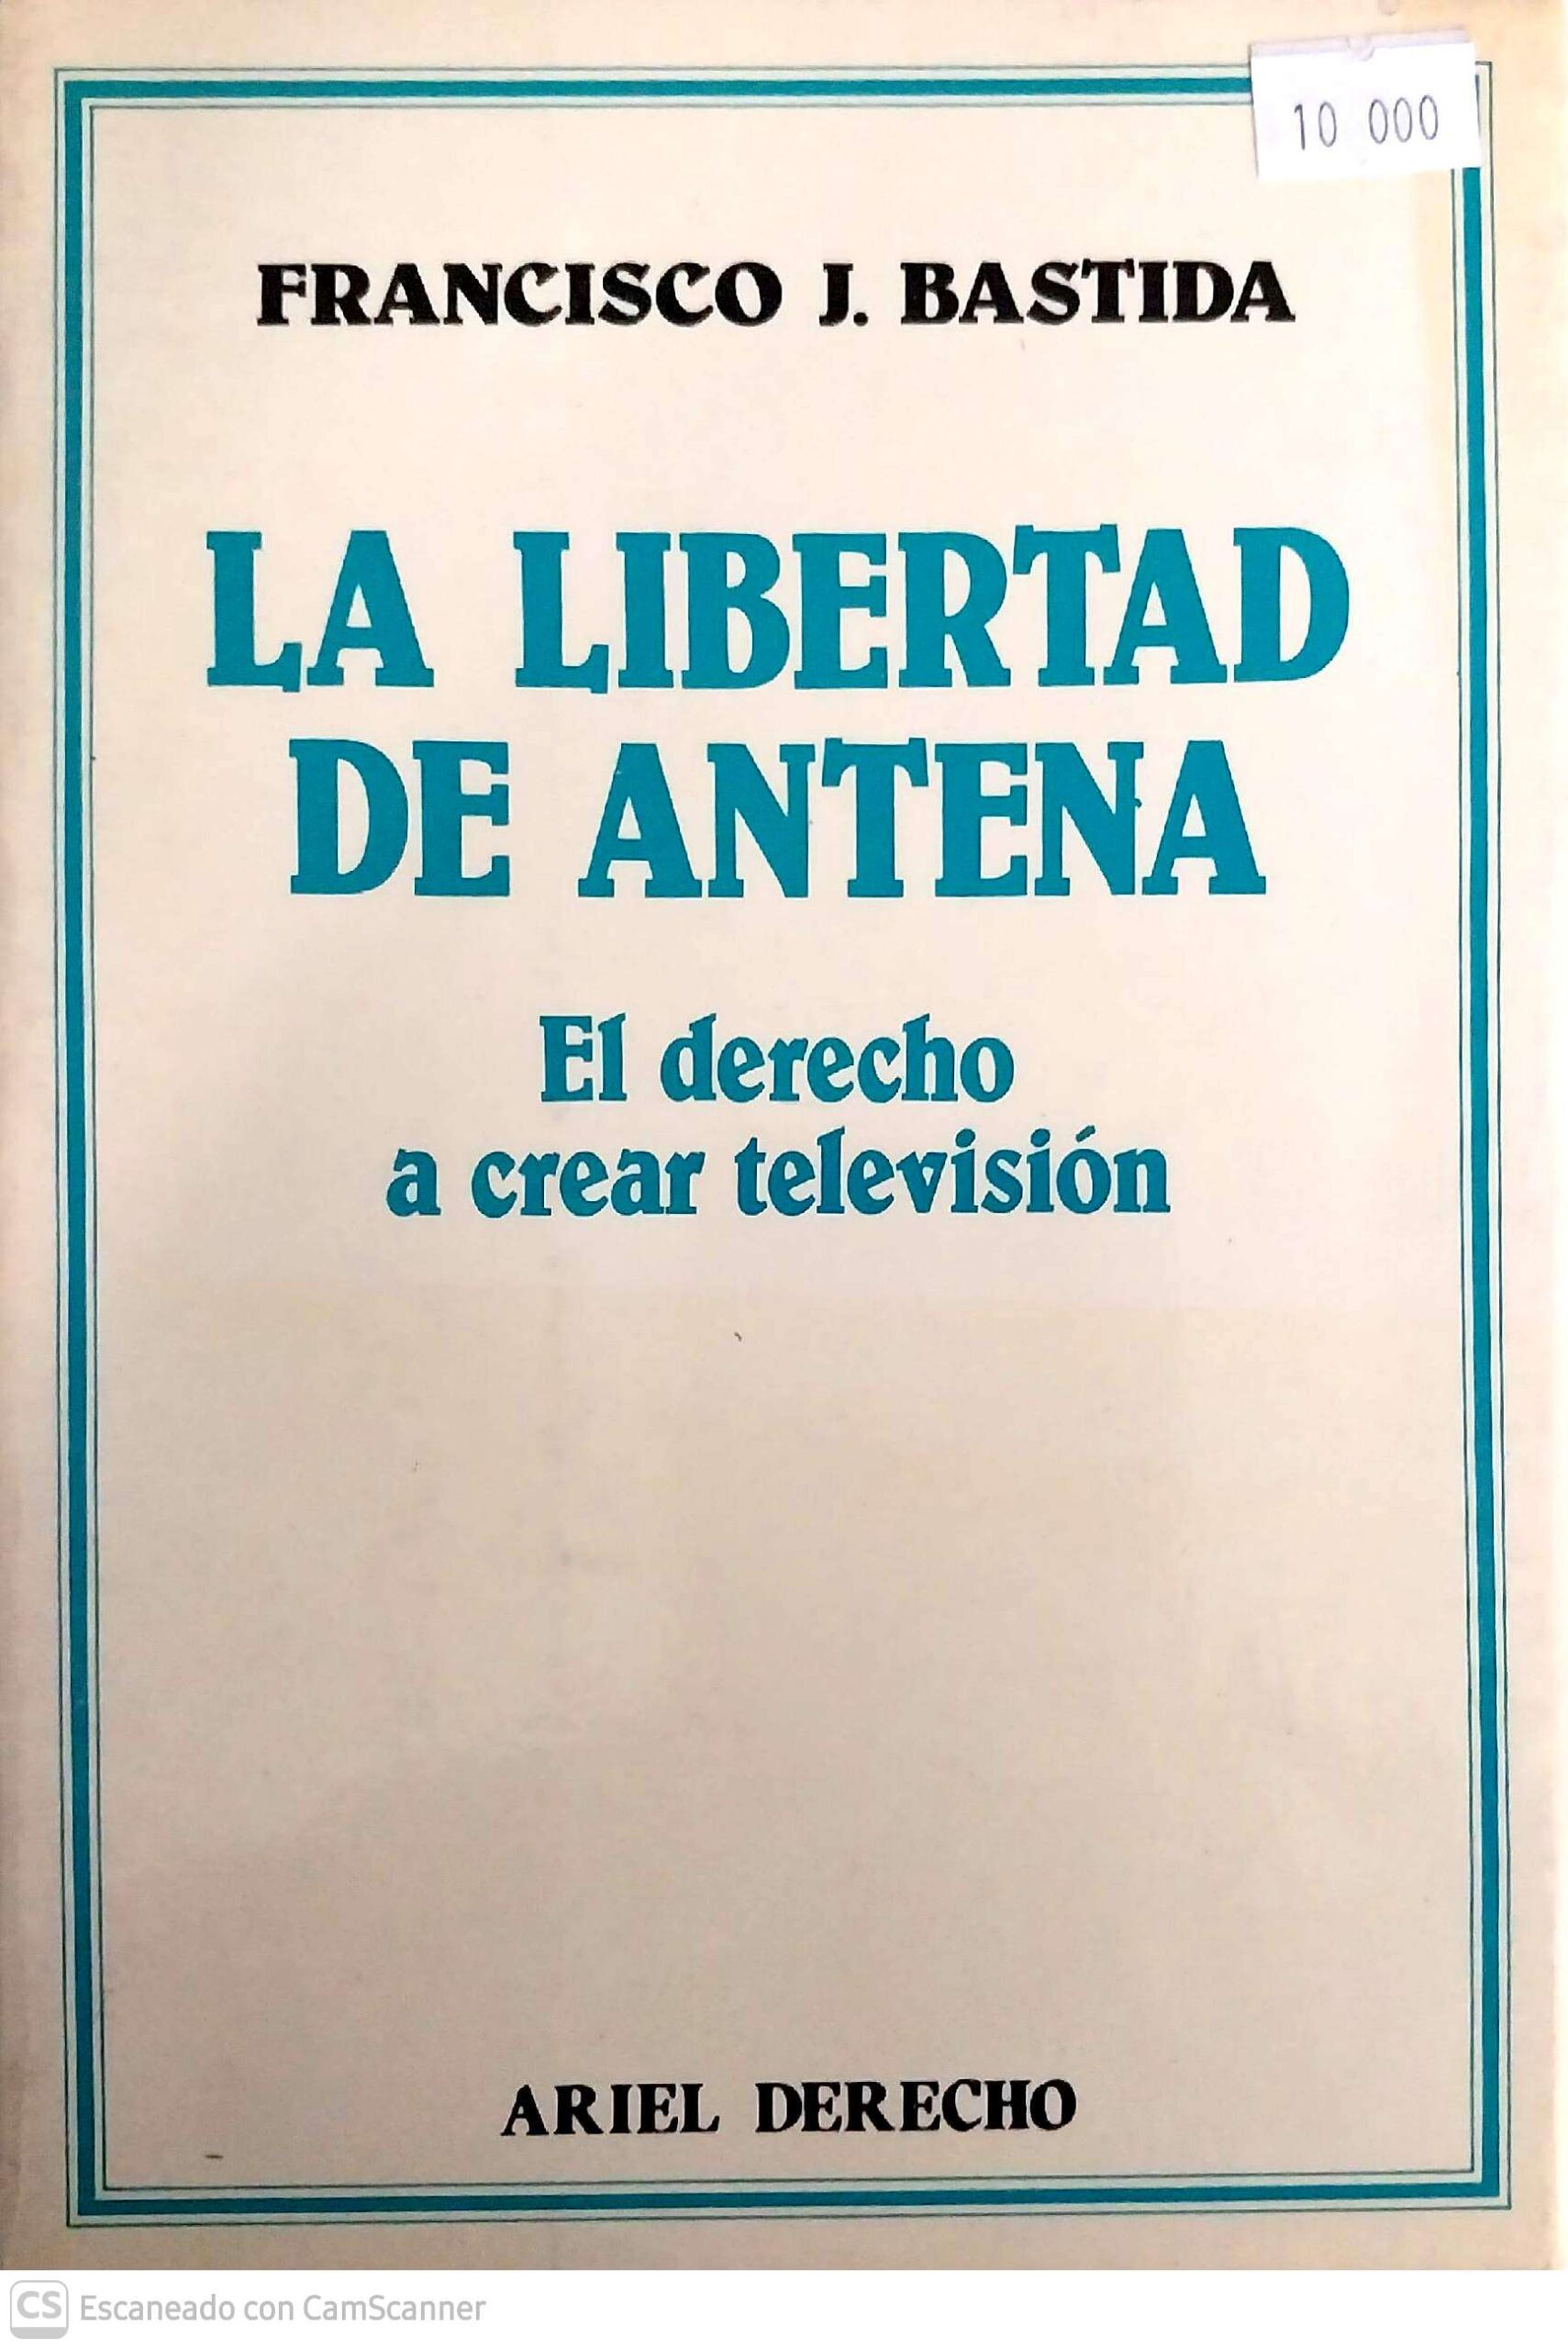 10 000
FRANCISCO J. BASTIDA
LA LIBERTAD
DE ANTENA
El derecho
a crear televisión
ARIEL DERECHO
CS Escaneado con CamScanner